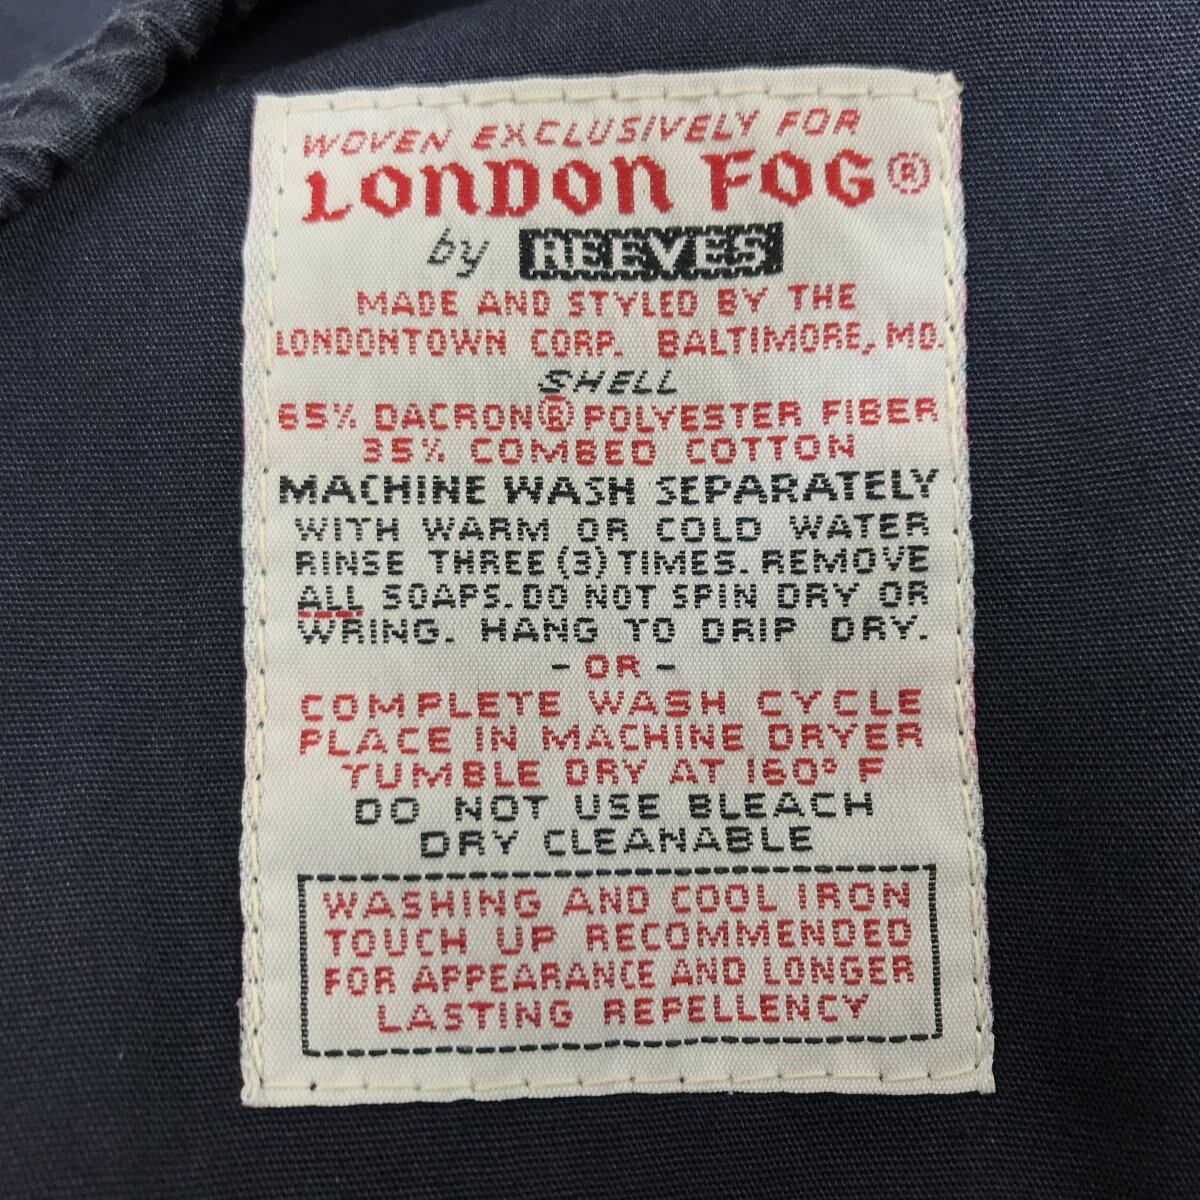 WOVEN EXCLUSIVELY FOR
LONDON FOG®
by REEVES
MADE AND STYLED BY THE
LONDONTOWN CORP. BALTIMORE, MD.
SHELL
65% DACRON® POLYESTER FIBER
35% COMBED COTTON
MACHINE WASH SEPARATELY
WITH WARM OR COLD WATER
RINSE THREE (3) TIMES. REMOVE
ALL SOAPS. DO NOT SPIN DRY OR
WRING. HANG TO DRIP DRY.
- OR -
COMPLETE WASH CYCLE
PLACE IN MACHINE DRYER
TUMBLE DRY AT 160° F
DO NOT USE BLEACH
DRY CLEANABLE
WASHING AND COOL IRON
TOUCH UP RECOMMENDED
FOR APPEARANCE AND LONGER
LASTING REPELLENCY